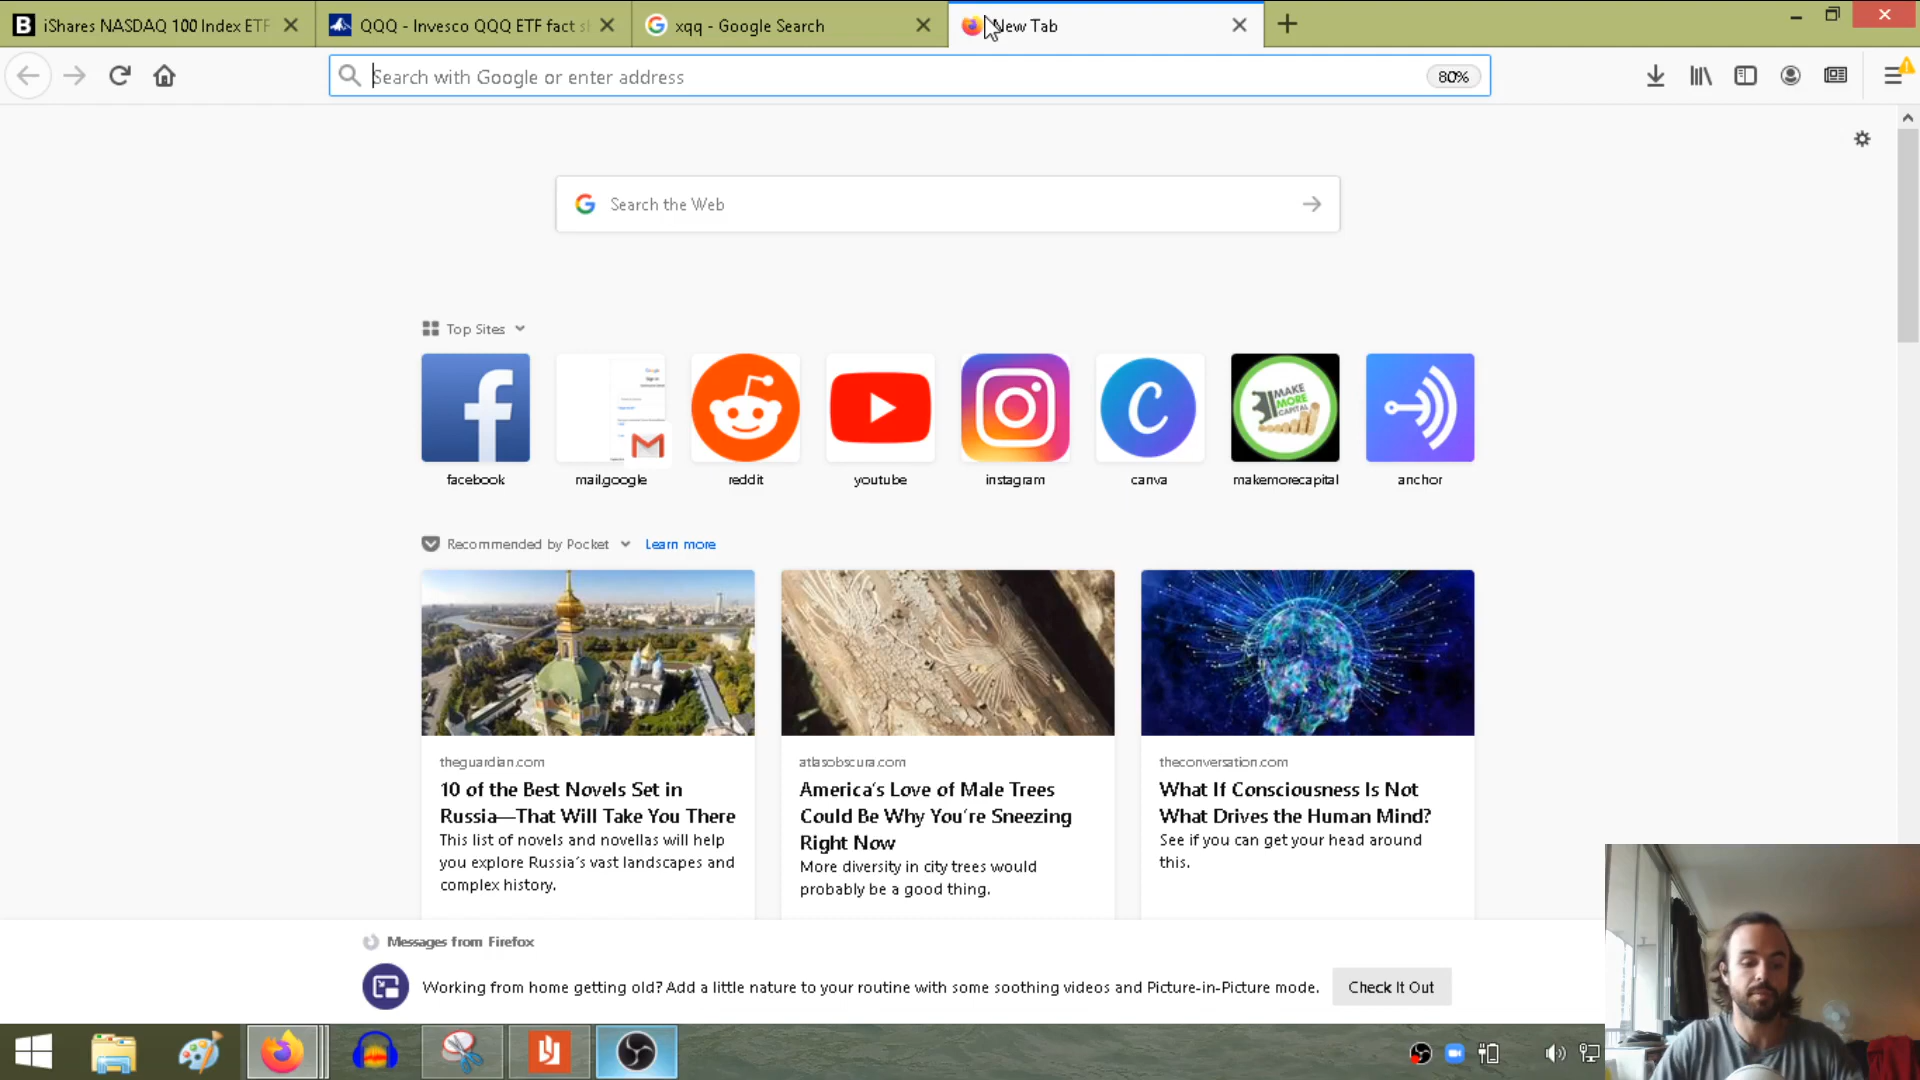 iShares NASDAQ 100 Index ETF
QQQ - Invesco QQQ ETF fact s
xqq - Google Search
New Tab
Search with Google or enter address
80%
Search the Web
Top Sites
facebook
mail.google
reddit
youtube
instagram
canva
MAKE
MORE
CAPITAL
makemorecapital
anchor
Recommended by Pocket
Learn more
theguardian.com
10 of the Best Novels Set in
Russia—That Will Take You There
This list of novels and novellas will help
you explore Russia's vast landscapes and
complex history.
atlasobscura.com
America's Love of Male Trees
Could Be Why You're Sneezing
Right Now
More diversity in city trees would
probably be a good thing.
theconversation.com
What If Consciousness Is Not
What Drives the Human Mind?
See if you can get your head around
this.
Messages from Firefox
Working from home getting old? Add a little nature to your routine with some soothing videos and Picture-in-Picture mode.
Check It Out